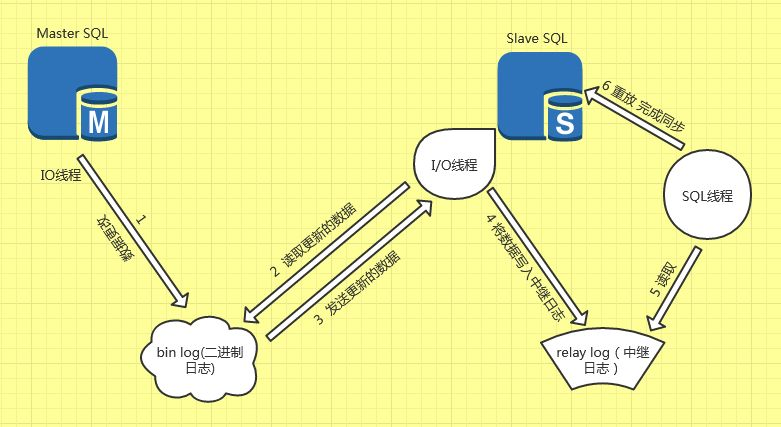 Master SQL
Slave SQL
M
S
6 重放 完成同步
I/O线程
IO线程
SQL线程
1
数据更改
2 读取更新的数据
3 发送更新的数据
4 将数据写入中继日志
5 读取
bin log(二进制
日志)
relay log（中继
日志）